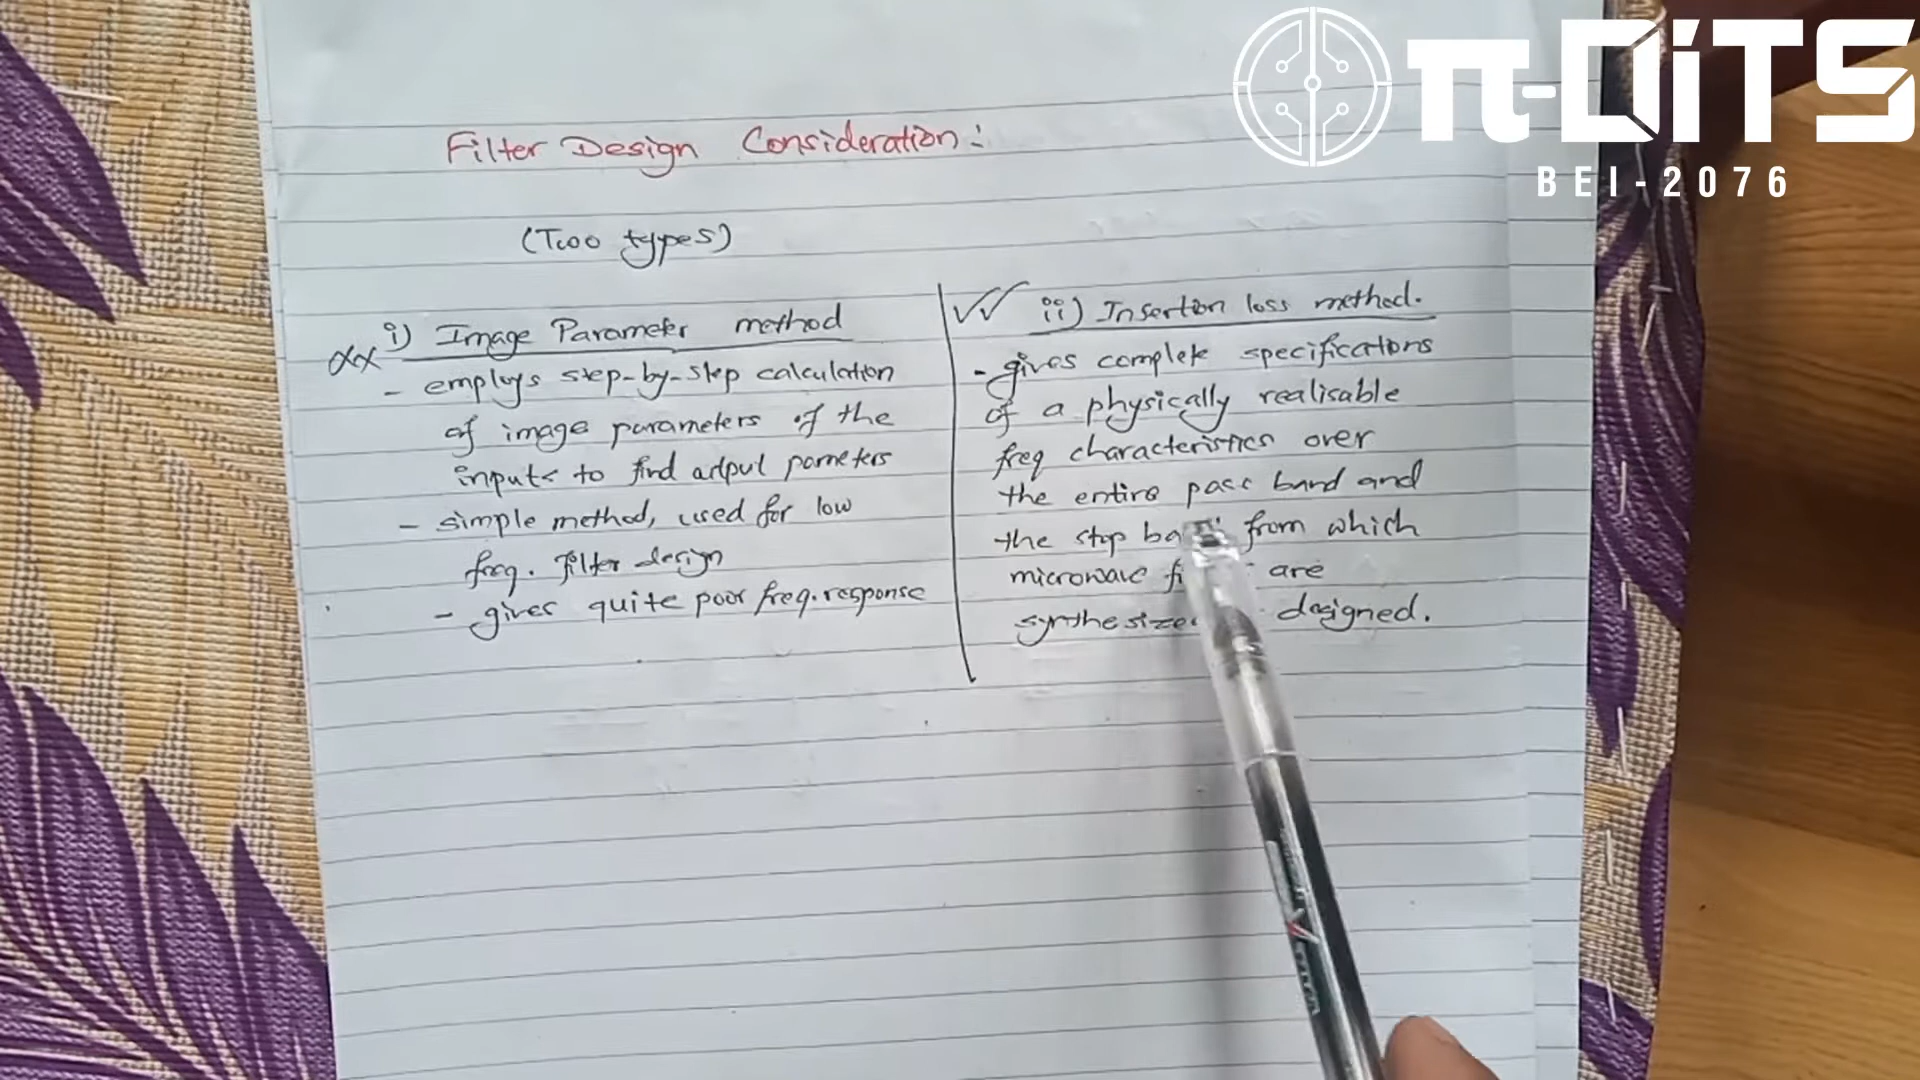 π-DiTS
BEI-2076
Filter Design Consideration:
(Two types)
xx i) Image Parameter method
- employs step-by-step calculation
of image parameters of the
inputs to find output pameters
- simple method, used for low
freq. filter design
- gives quite poor freq. response
ii) Insertion loss method.
- gives complete specifications
of a physically realisable
freq characteristics over
the entire pass band and
the stop from which
microwave are
designed.